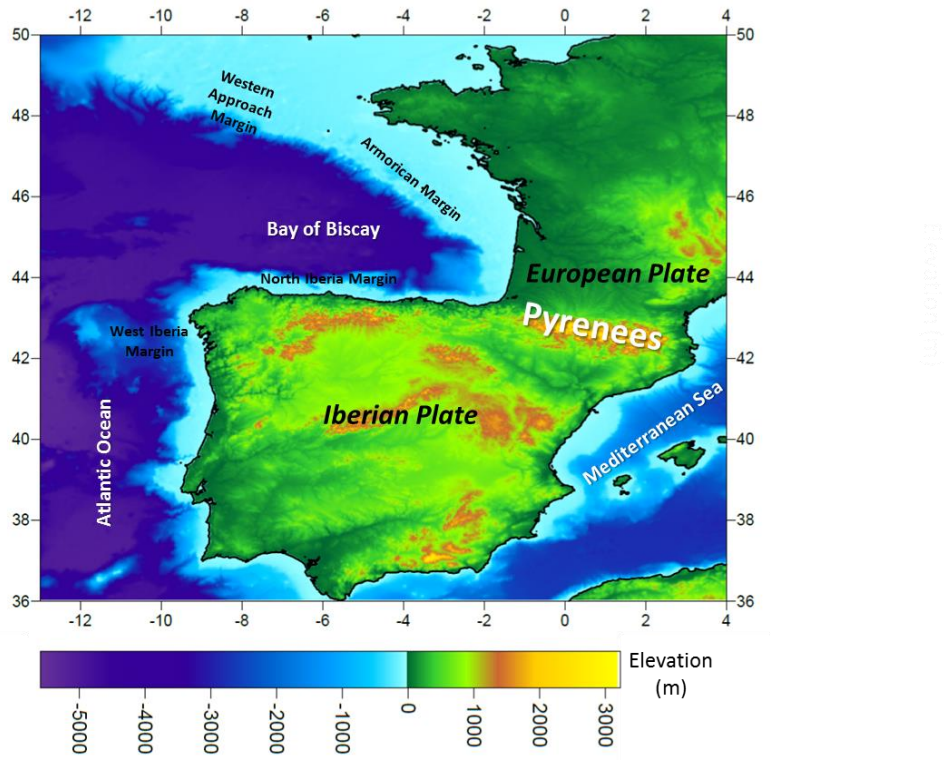 -12 -10 -8 -6 -4 -2 0 2 4
50 50
Western
Approach
Margin
48 48
Armorican Margin
46 46
Bay of Biscay
44 44
North Iberia Margin
European Plate
Pyrenees
West Iberia
Margin
42 42
Iberian Plate
Mediterranean Sea
Atlantic Ocean
40 40
38 38
36 36
-12 -10 -8 -6 -4 -2 0 2 4
Elevation
(m)
-5000 -4000 -3000 -2000 -1000 0 1000 2000 3000